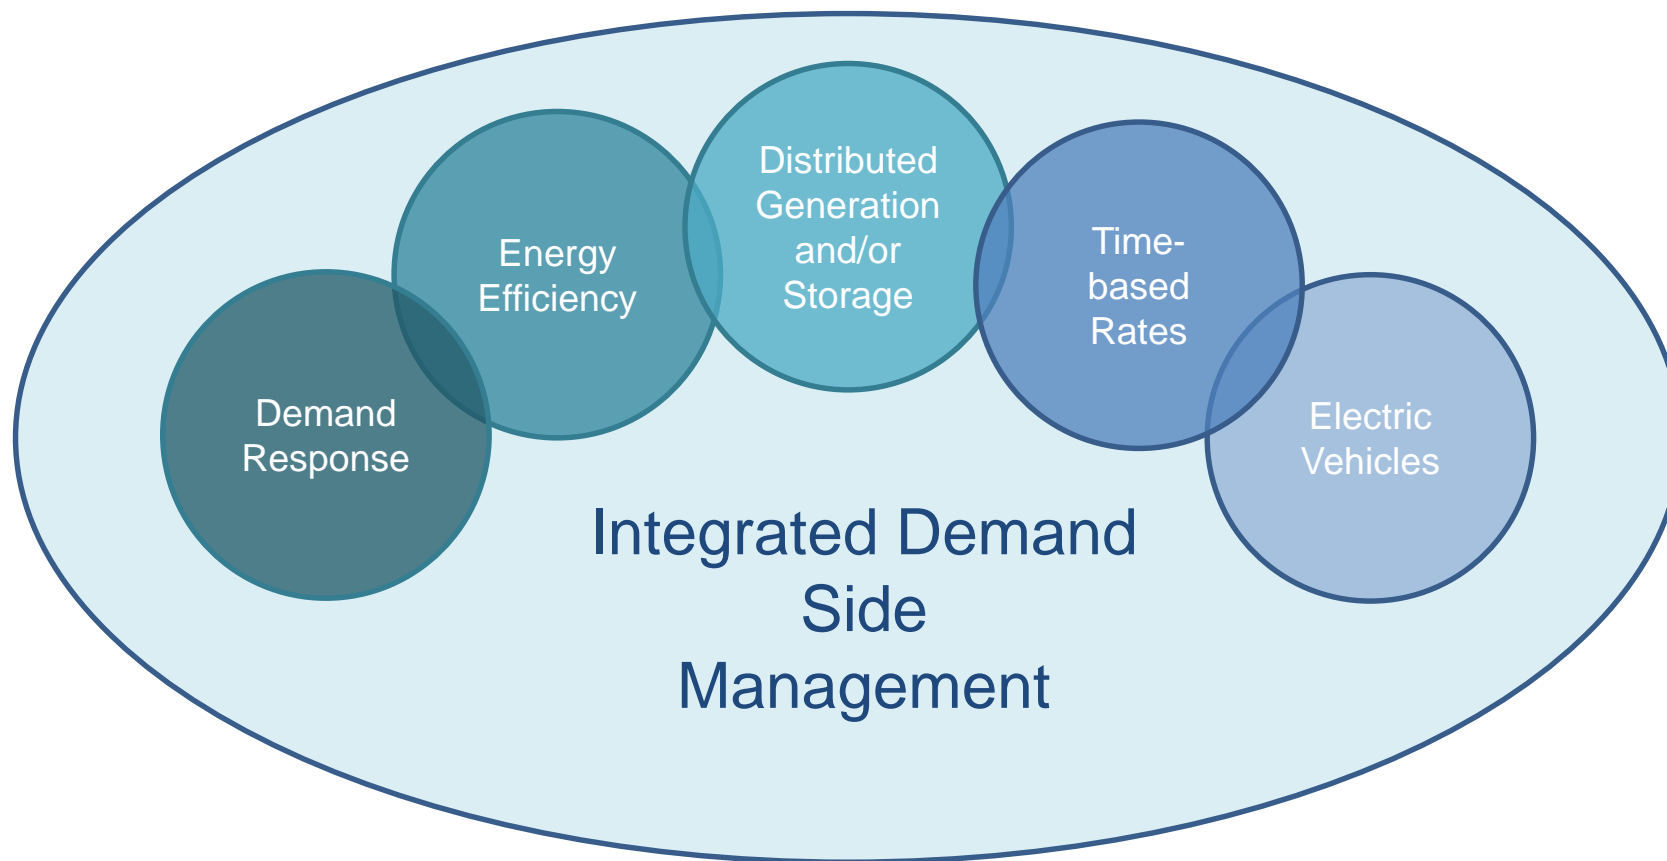 Distributed
Generation
and/or
Storage
Energy
Efficiency
Time-
based
Rates
Demand
Response
Electric
Vehicles
Integrated Demand
Side
Management